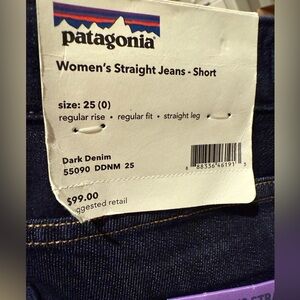 patagonia
Women's Straight Jeans - Short
size: 25 (0)
regular rise • regular fit • straight leg
Dark Denim
55090 DDNM 25
$99.00
ggested retail